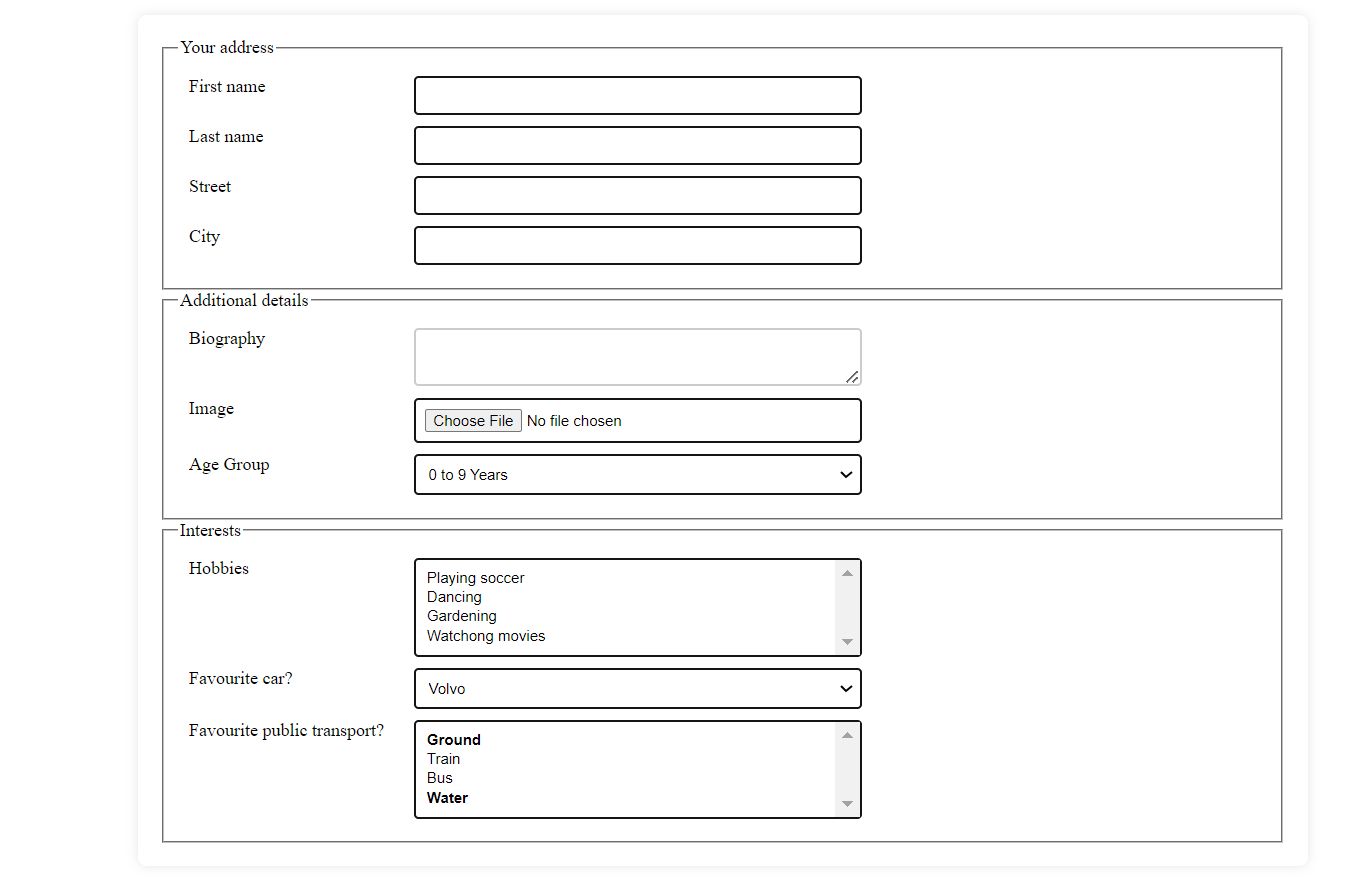 Your address
First name
Last name
Street
City
Additional details
Biography
Image
Choose File No file chosen
Age Group
0 to 9 Years
Interests
Hobbies
Playing soccer
Dancing
Gardening
Watchong movies
Favourite car?
Volvo
Favourite public transport?
Ground
Train
Bus
Water